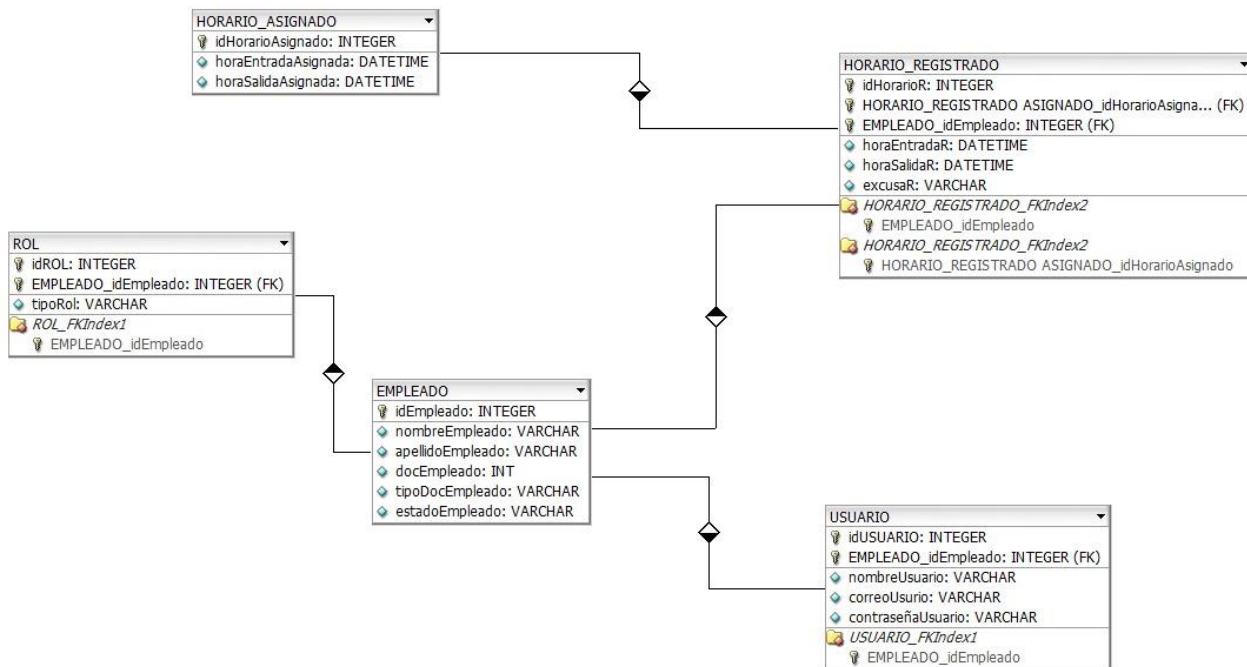 HORARIO_ASIGNADO
idHorarioAsignado: INTEGER
horaEntradaAsignada: DATETIME
horaSalidaAsignada: DATETIME
HORARIO_REGISTRADO
idHorarioR: INTEGER
HORARIO_REGISTRADO ASIGNADO_idHorarioAsigna... (FK)
EMPLEADO_idEmpleado: INTEGER (FK)
horaEntradaR: DATETIME
horaSalidaR: DATETIME
excusaR: VARCHAR
HORARIO_REGISTRADO_FKIndex2
EMPLEADO_idEmpleado
HORARIO_REGISTRADO_FKIndex2
HORARIO_REGISTRADO ASIGNADO_idHorarioAsignado
ROL
idROL: INTEGER
EMPLEADO_idEmpleado: INTEGER (FK)
tipoRol: VARCHAR
ROL_FKIndex1
EMPLEADO_idEmpleado
EMPLEADO
idEmpleado: INTEGER
nombreEmpleado: VARCHAR
apellidoEmpleado: VARCHAR
docEmpleado: INT
tipoDocEmpleado: VARCHAR
estadoEmpleado: VARCHAR
USUARIO
idUSUARIO: INTEGER
EMPLEADO_idEmpleado: INTEGER (FK)
nombreUsuario: VARCHAR
correoUsurio: VARCHAR
contraseñaUsuario: VARCHAR
USUARIO_FKIndex1
EMPLEADO_idEmpleado